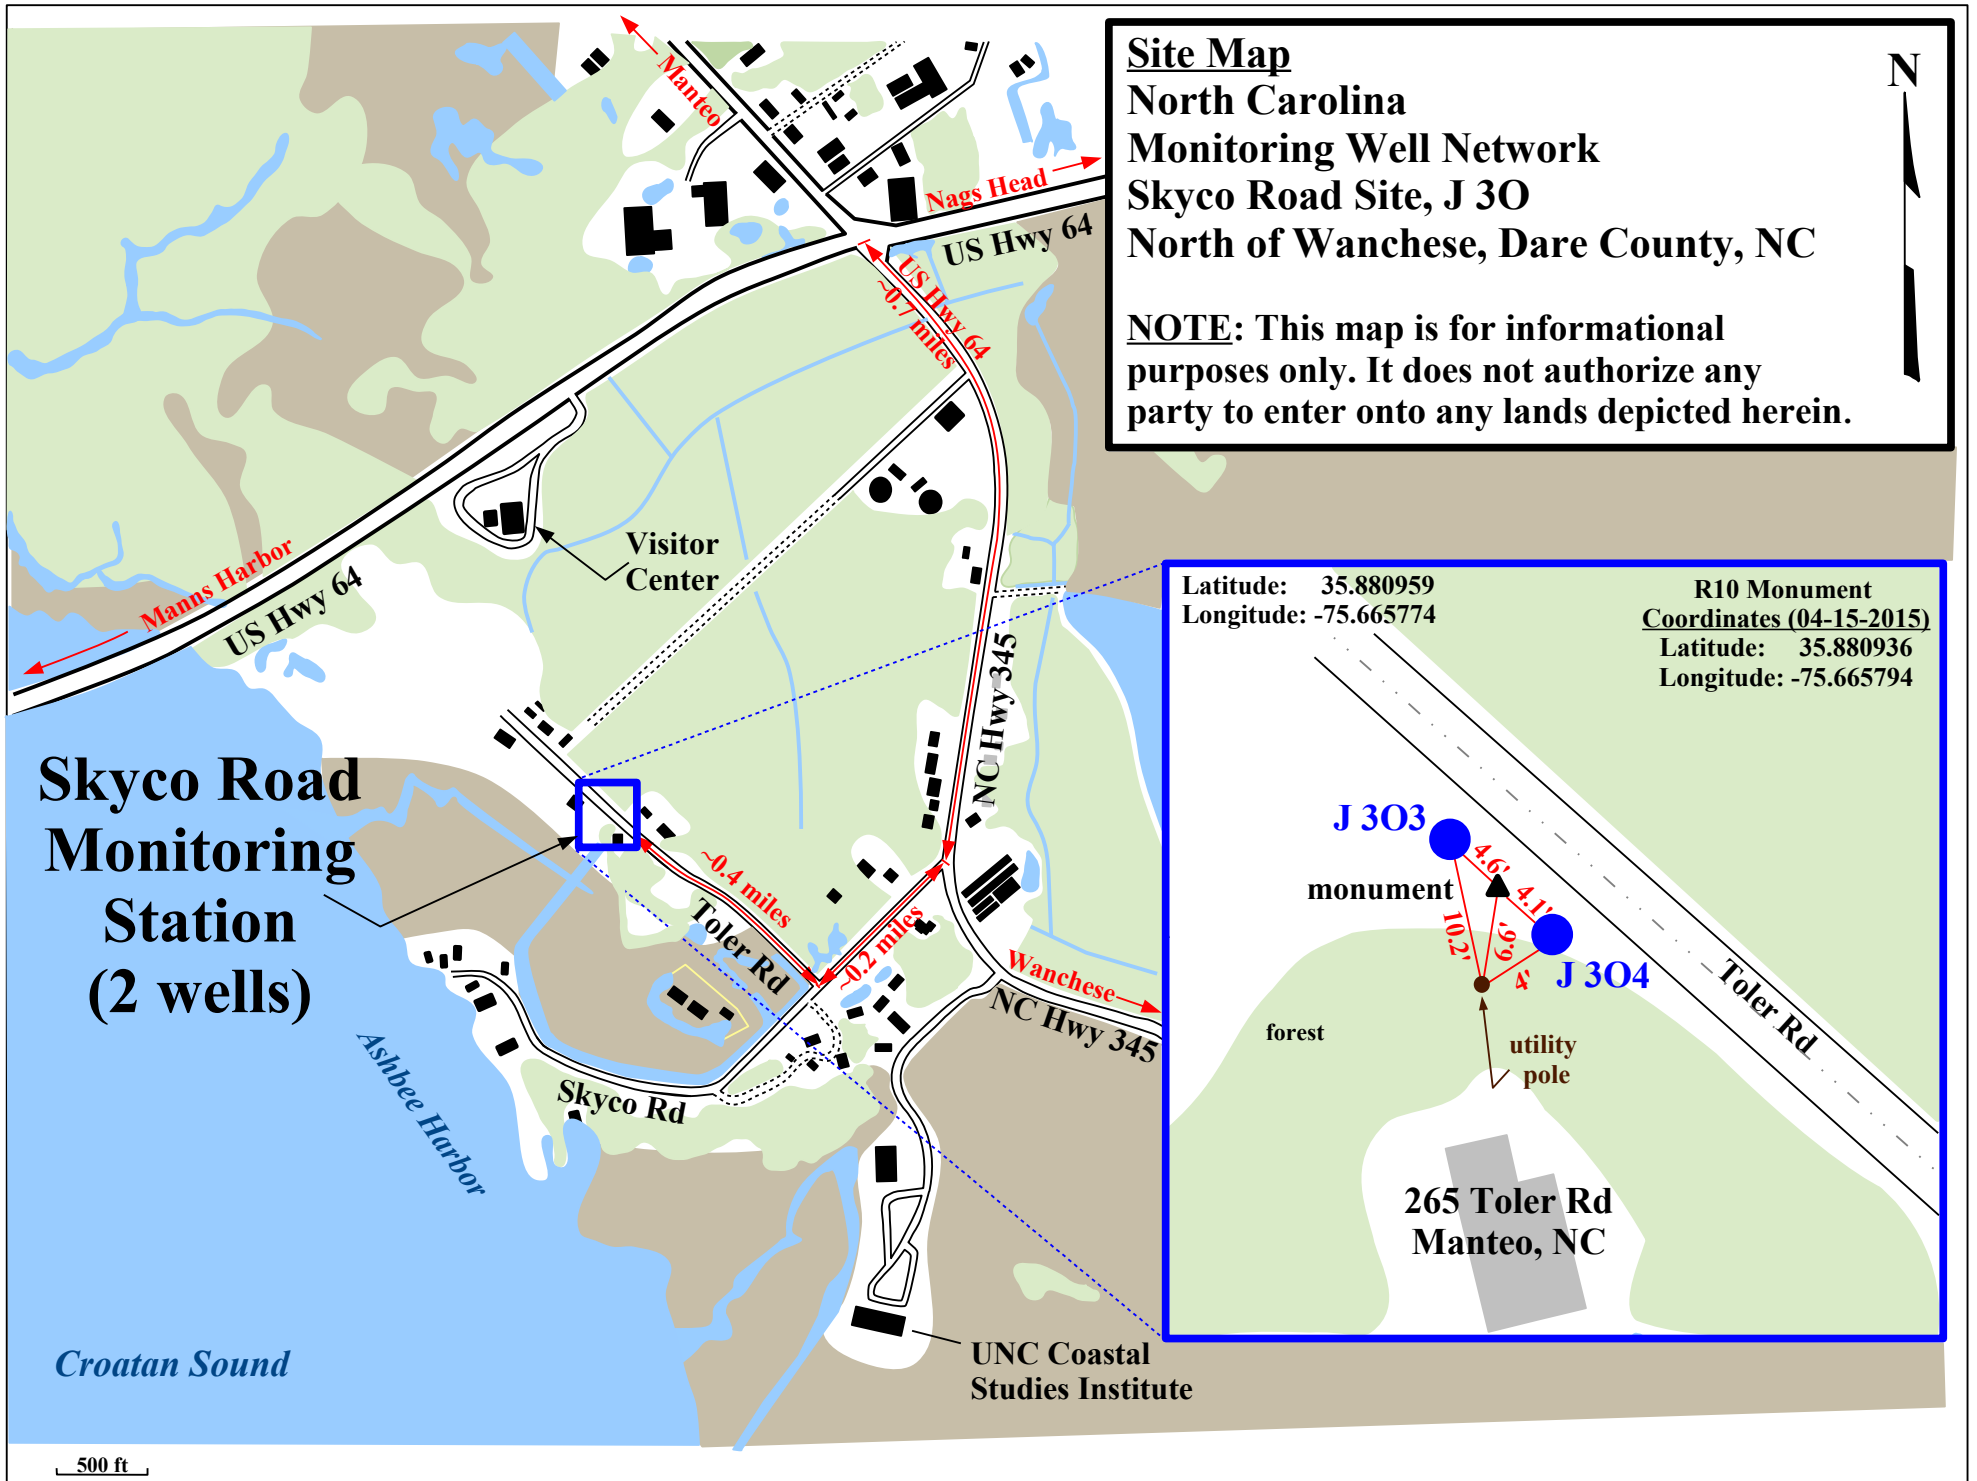 Site Map
North Carolina
Monitoring Well Network
Skyco Road Site, J 3O
North of Wanchese, Dare County, NC
NOTE: This map is for informational
purposes only. It does not authorize any
party to enter onto any lands depicted herein.
N
Manteo
Nags Head
US Hwy 64
US Hwy 64
~0.7 miles
Visitor
Center
Manns Harbor
US Hwy 64
NC Hwy 345
Skyco Road
Monitoring
Station
(2 wells)
~0.4 miles
Toler Rd
~0.2 miles
Wanchese
NC Hwy 345
Skyco Rd
Ashbee Harbor
Croatan Sound
UNC Coastal
Studies Institute
500 ft
Latitude: 35.880959
Longitude: -75.665774
R10 Monument
Coordinates (04-15-2015)
Latitude: 35.880936
Longitude: -75.665794
J 3O3
4.6'
monument
4.1'
10.2'
6.6'
4'
J 3O4
Toler Rd
forest
utility
pole
265 Toler Rd
Manteo, NC